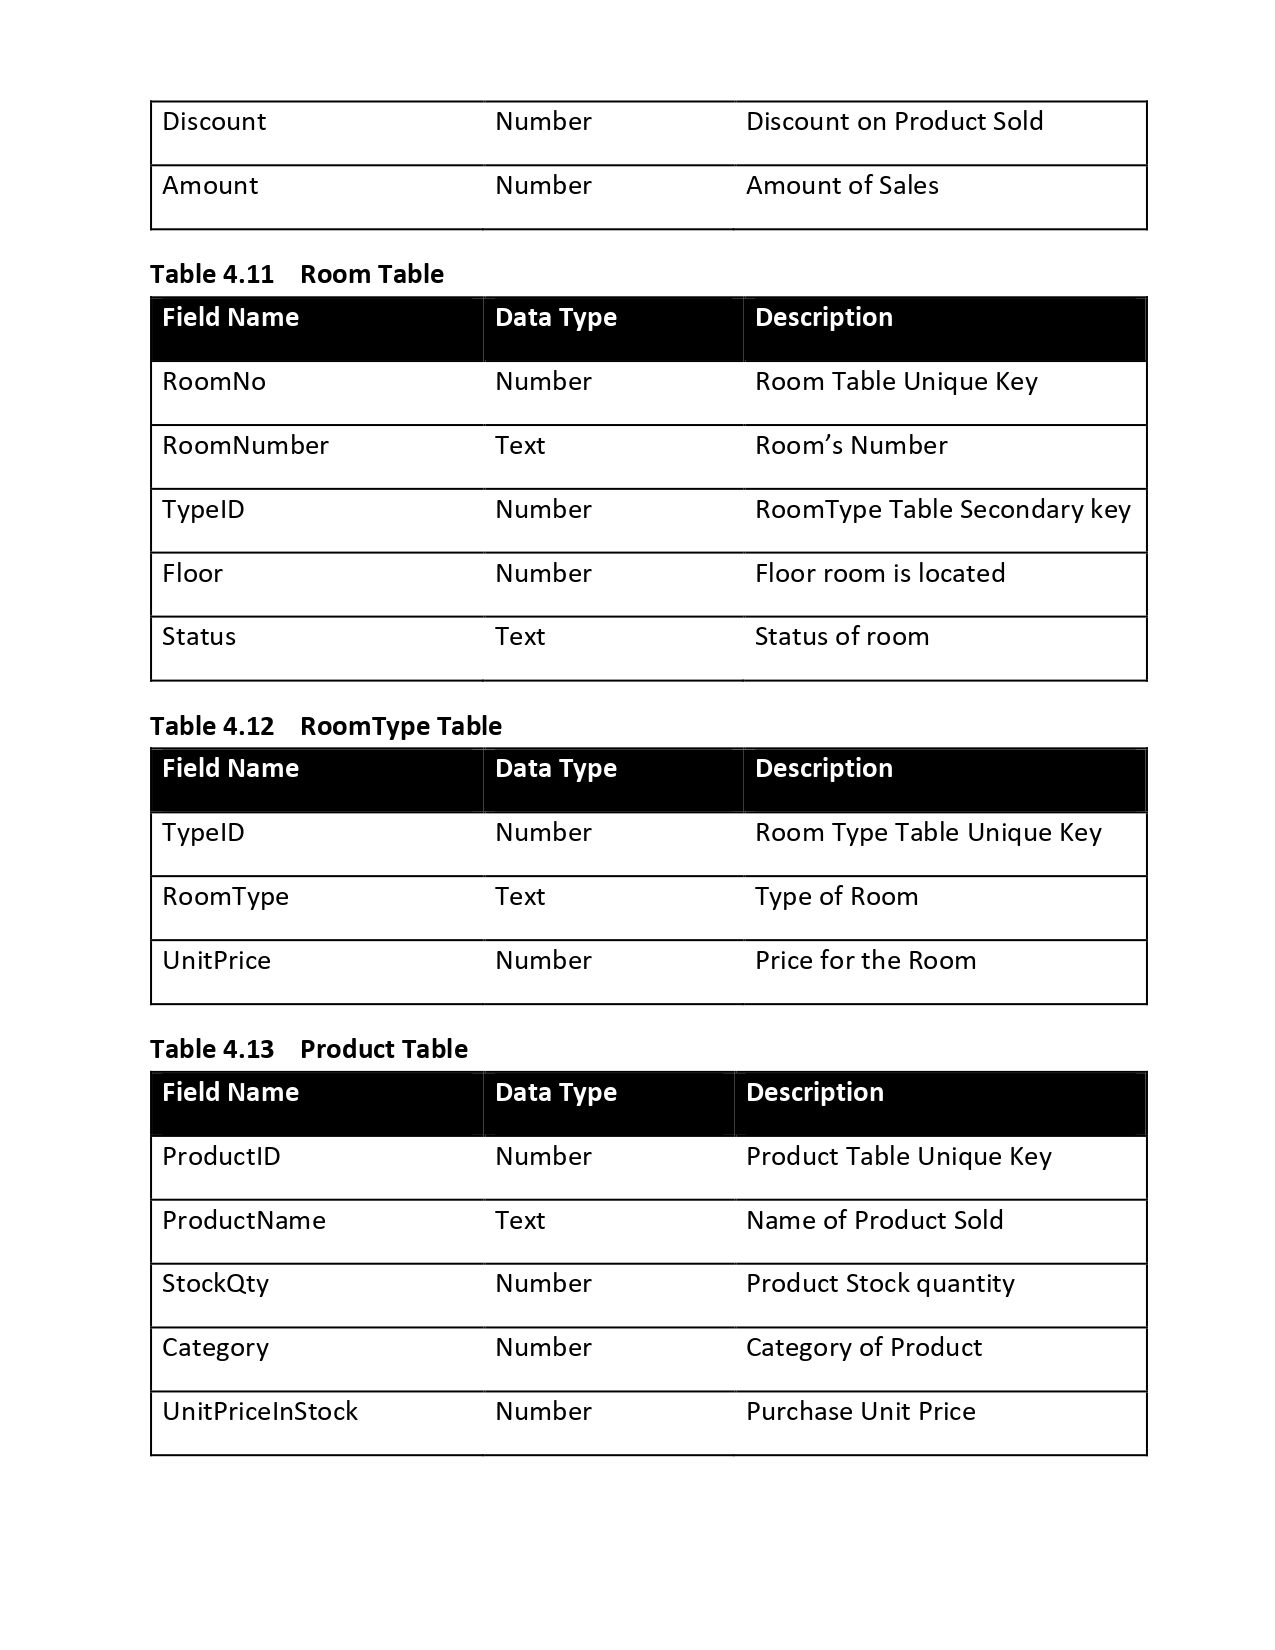 Discount Number Discount on Product Sold
Amount Number Amount of Sales
Table 4.11 Room Table
Field Name Data Type Description
RoomNo Number Room Table Unique Key
RoomNumber Text Room’s Number
TypeID Number RoomType Table Secondary key
Floor Number Floor room is located
Status Text Status of room
Table 4.12 RoomType Table
Field Name Data Type Description
TypeID Number Room Type Table Unique Key
RoomType Text Type of Room
UnitPrice Number Price for the Room
Table 4.13 Product Table
Field Name Data Type Description
ProductID Number Product Table Unique Key
ProductName Text Name of Product Sold
StockQty Number Product Stock quantity
Category Number Category of Product
UnitPriceInStock Number Purchase Unit Price